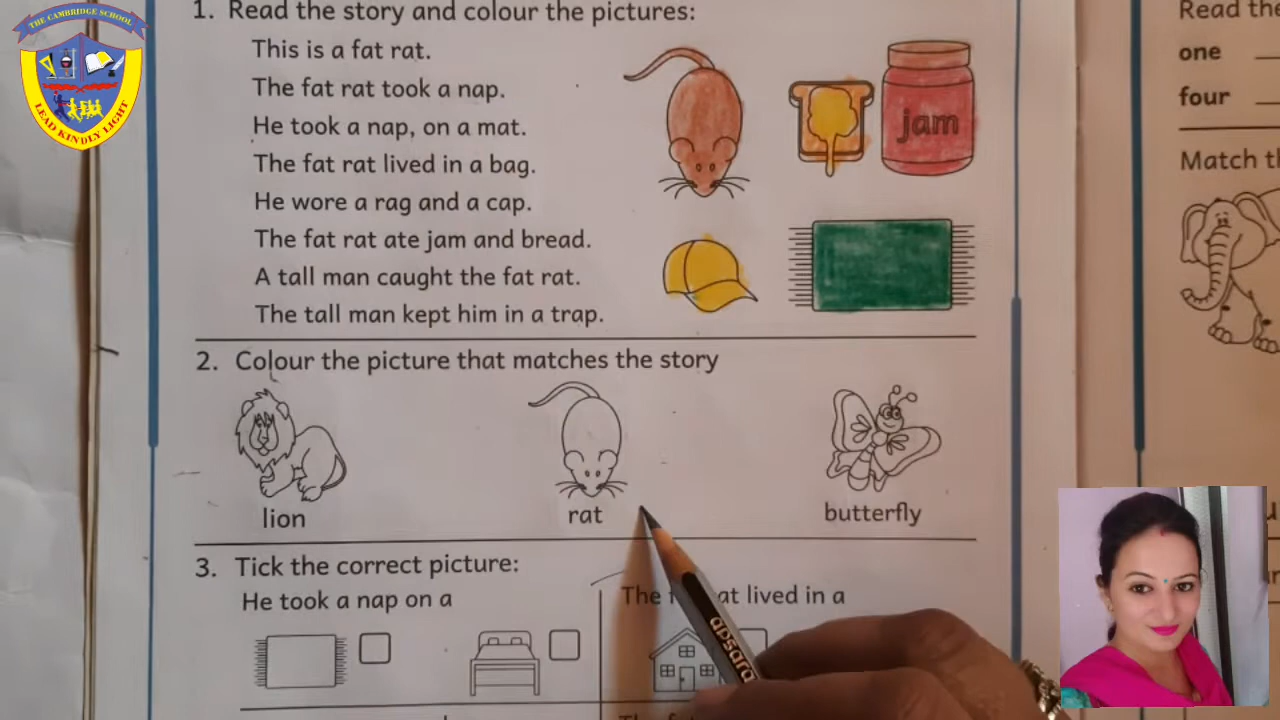 THE CAMBRIDGE SCHOOL
LEAD KINDLY LIGHT
1. Read the story and colour the pictures:
This is a fat rat.
The fat rat took a nap.
He took a nap, on a mat.
The fat rat lived in a bag.
He wore a rag and a cap.
The fat rat ate jam and bread.
A tall man caught the fat rat.
The tall man kept him in a trap.
jam
2. Colour the picture that matches the story
lion
rat
butterfly
3. Tick the correct picture:
He took a nap on a
The at lived in a
apsara
Read the
one
four
Match th